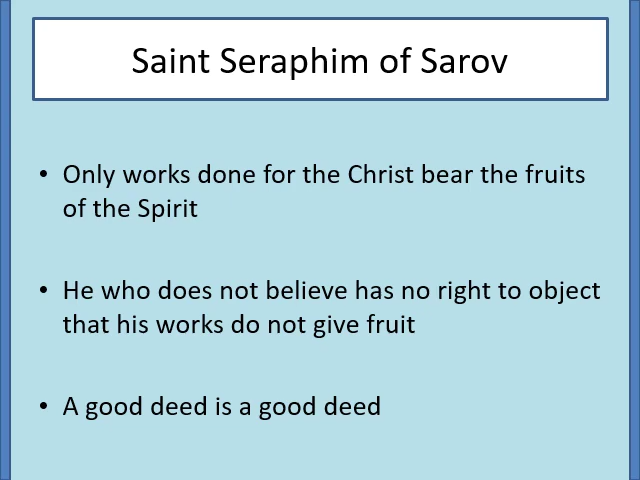 Saint Seraphim of Sarov
• Only works done for the Christ bear the fruits
of the Spirit
• He who does not believe has no right to object
that his works do not give fruit
• A good deed is a good deed